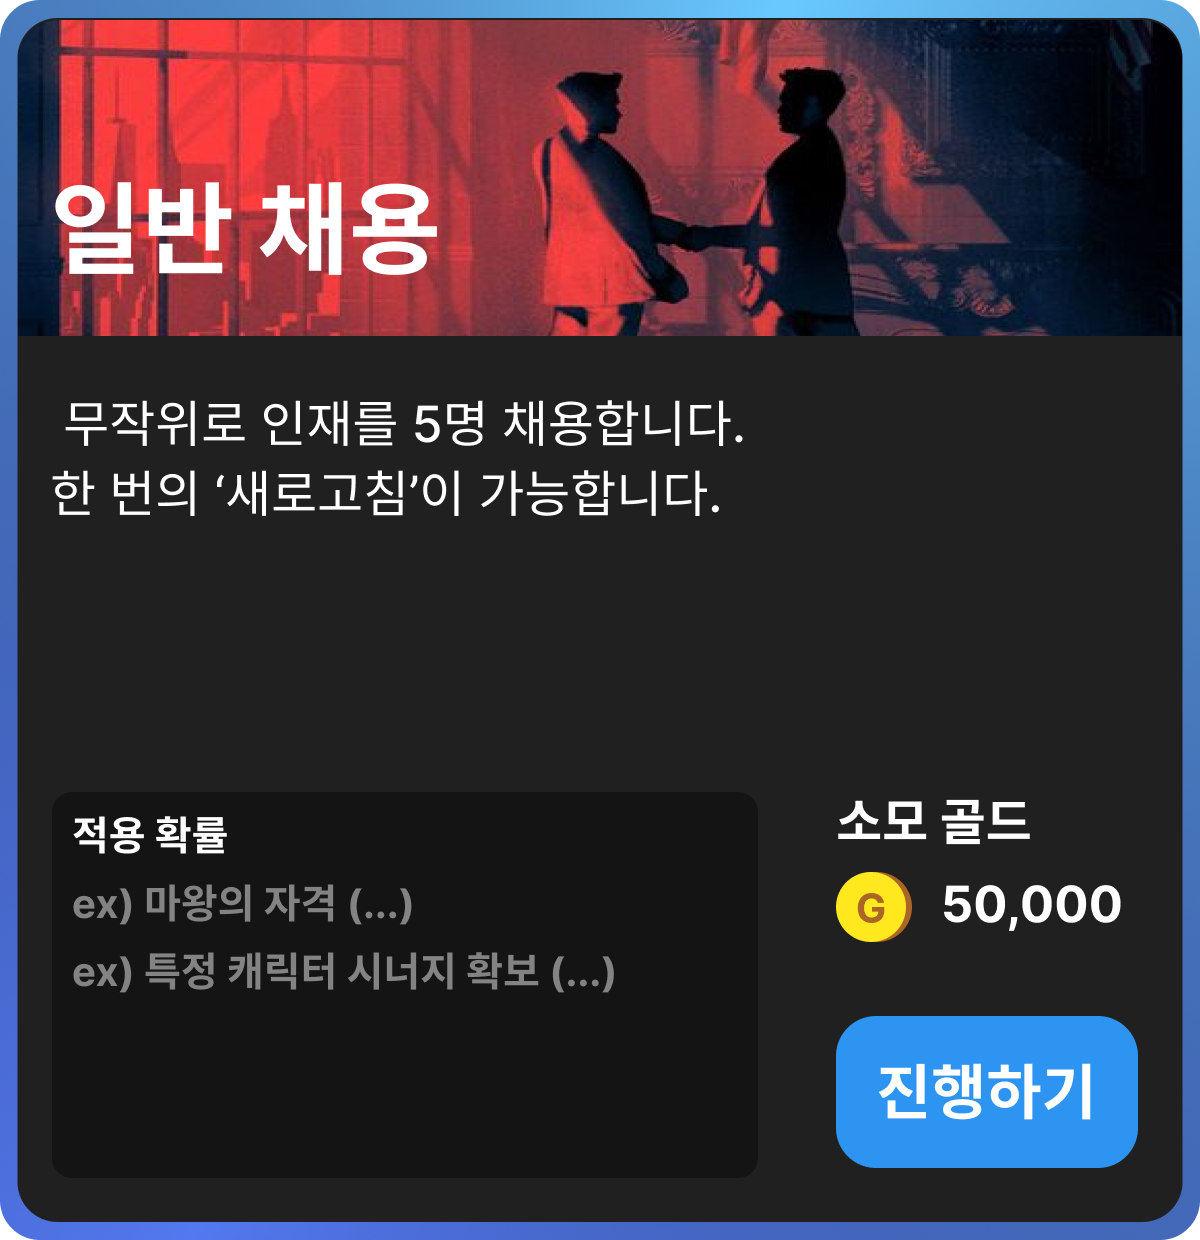 일반 채용
무작위로 인재를 5명 채용합니다.
한 번의 ‘새로고침’이 가능합니다.
적용 확률
ex) 마왕의 자격 (...)
ex) 특정 캐릭터 시너지 확보 (...)
소모 골드
G 50,000
진행하기